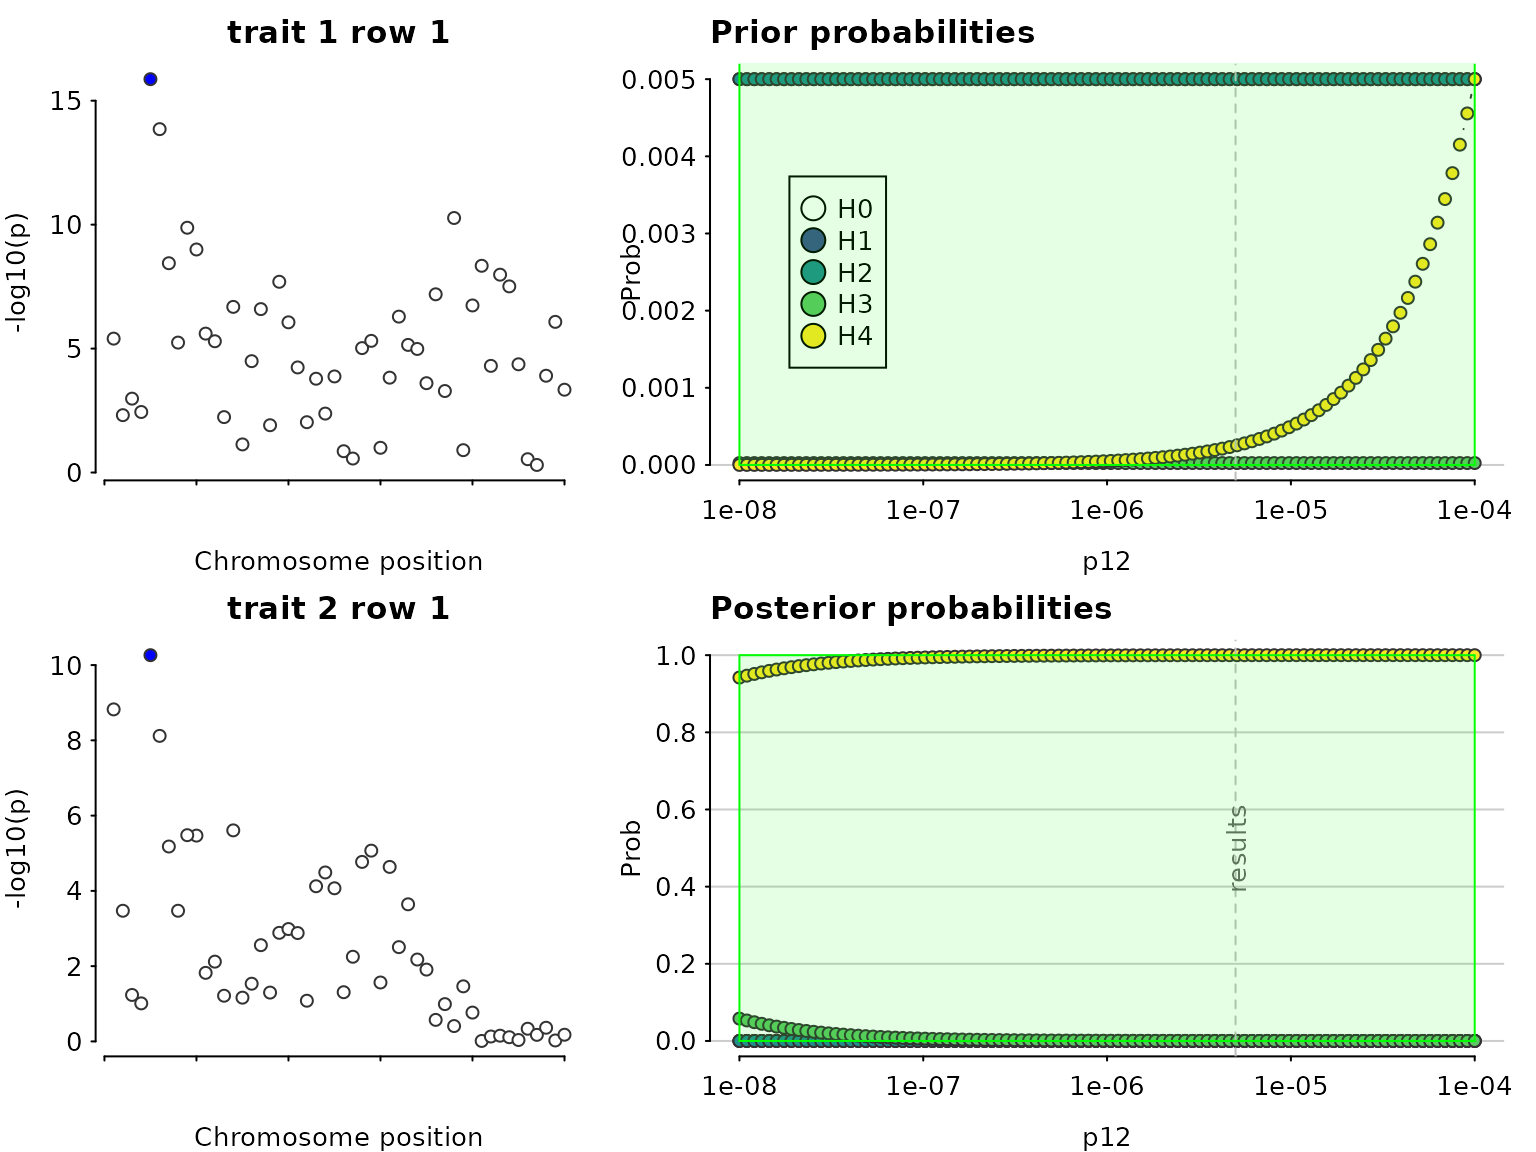 trait 1 row 1
-log10(p)
15
10
5
0
Chromosome position
Prior probabilities
Prob
0.005
0.004
0.003
0.002
0.001
0.000
H0
H1
H2
H3
H4
1e-08 1e-07 1e-06 1e-05 1e-04
p12
trait 2 row 1
-log10(p)
10
8
6
4
2
0
Chromosome position
Posterior probabilities
Prob
1.0
0.8
0.6
0.4
0.2
0.0
results
1e-08 1e-07 1e-06 1e-05 1e-04
p12